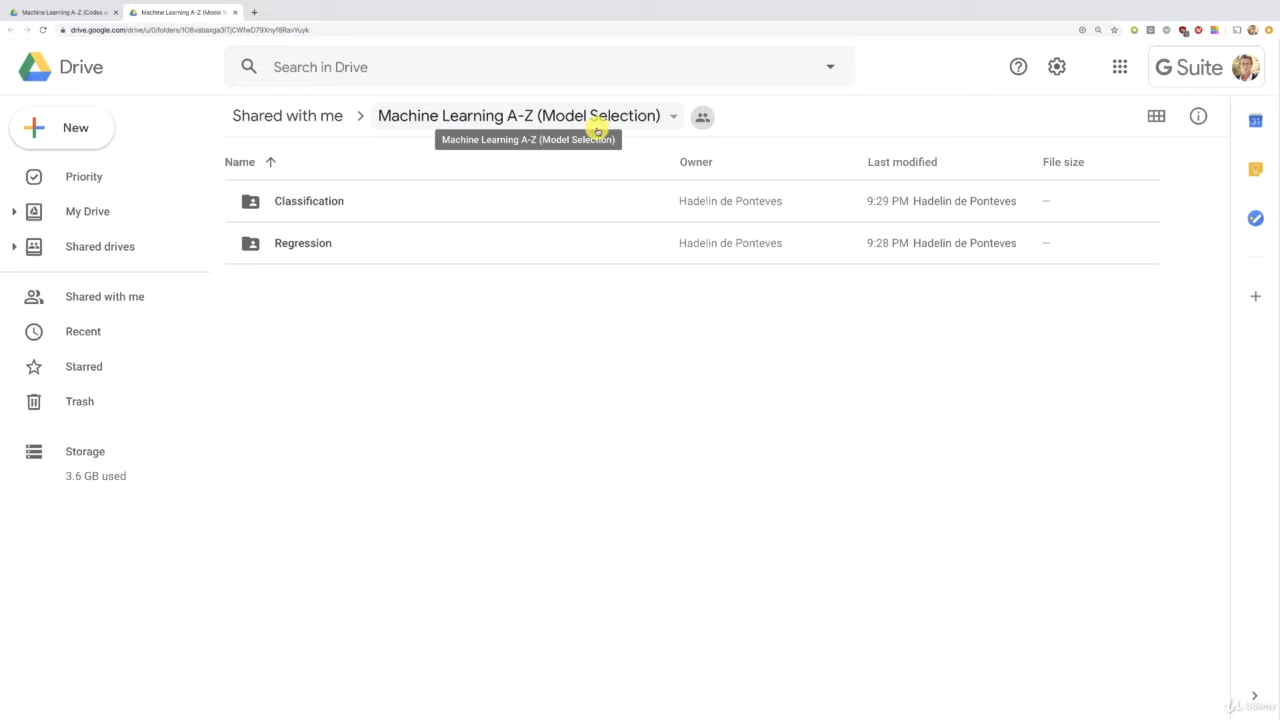 Machine Learning A-Z (Codes a
Machine Learning A-Z (Model S
drive.google.com/drive/u/0/folders/
Drive
Search in Drive
G Suite
New
Shared with me
Machine Learning A-Z (Model Selection)
Machine Learning A-Z (Model Selection)
Name
Owner
Last modified
File size
Priority
Classification
Hadelin de Ponteves
9:29 PM Hadelin de Ponteves
—
My Drive
Regression
Hadelin de Ponteves
9:28 PM Hadelin de Ponteves
—
Shared drives
Shared with me
Recent
Starred
Trash
Storage
3.6 GB used
31
Udemy